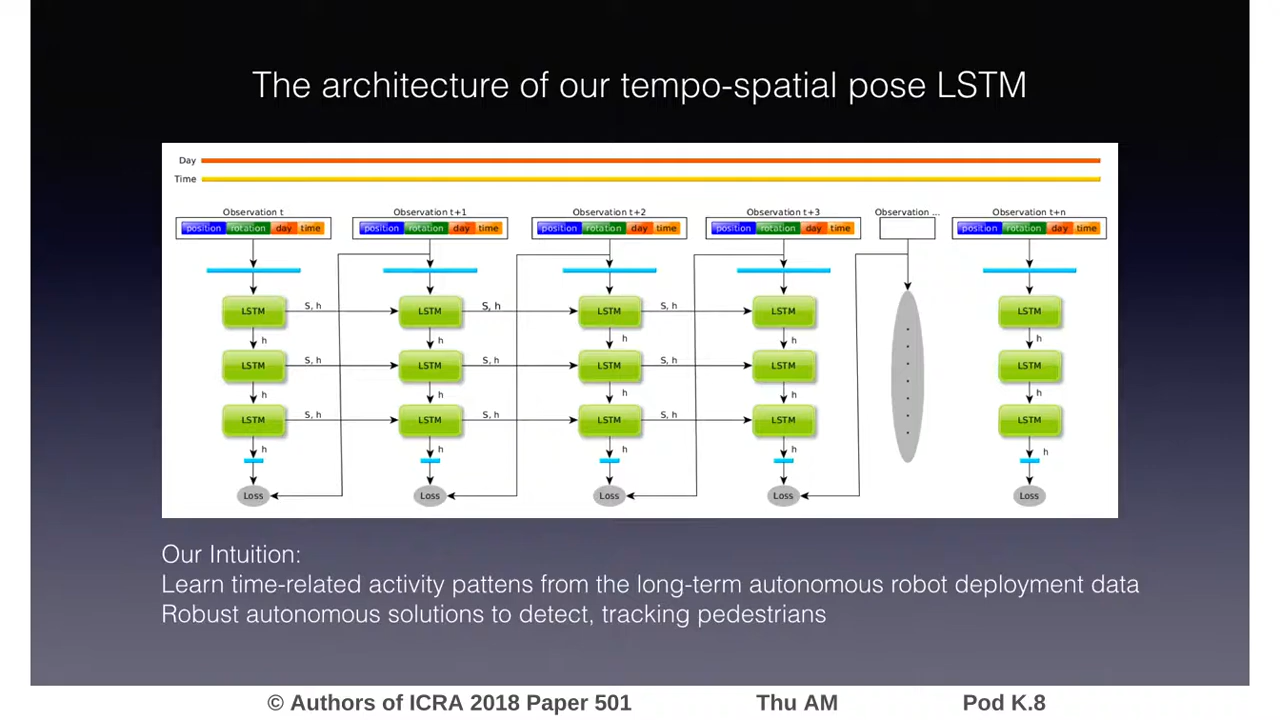 The architecture of our tempo-spatial pose LSTM
Day
Time
Observation t Observation t+1 Observation t+2 Observation t+3 Observation ... Observation t+n
position rotation day time position rotation day time position rotation day time position rotation day time position rotation day time
LSTM S, h LSTM S, h LSTM S, h LSTM LSTM
h h h h h
LSTM S, h LSTM S, h LSTM S, h LSTM LSTM
h h h h h
LSTM S, h LSTM S, h LSTM S, h LSTM LSTM
h h h h h
Loss Loss Loss Loss Loss
Our Intuition:
Learn time-related activity pattens from the long-term autonomous robot deployment data
Robust autonomous solutions to detect, tracking pedestrians
© Authors of ICRA 2018 Paper 501 Thu AM Pod K.8